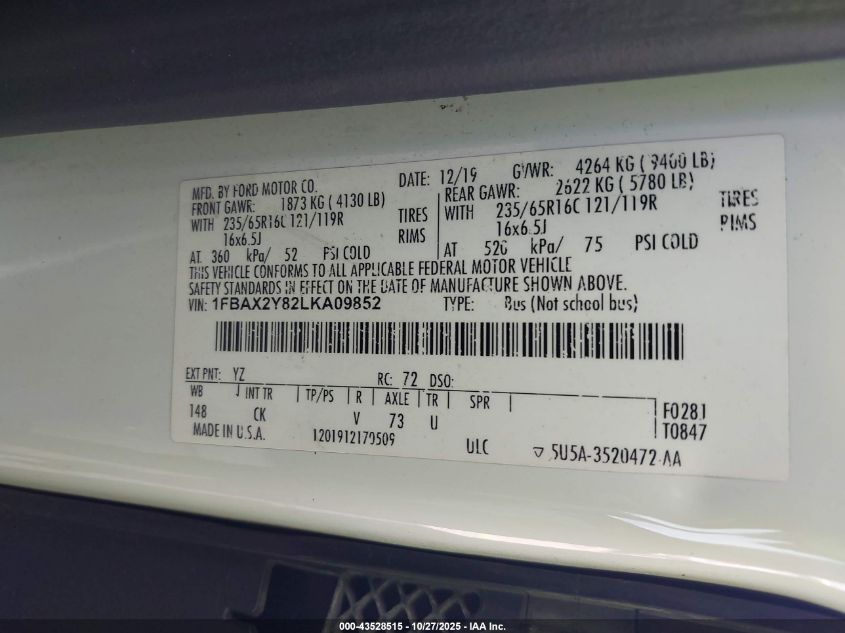 MFD. BY FORD MOTOR CO. DATE: 12/19 GVWR: 4264 KG ( 9400 LB)
FRONT GAWR: 1873 KG ( 4130 LB) REAR GAWR: 2622 KG ( 5780 LB)
WITH 235/65R16C 121/119R TIRES WITH 235/65R16C 121/119R TIRES
16x6.5J RIMS 16x6.5J RIMS
AT 360 kPa/ 52 PSI COLD AT 520 kPa/ 75 PSI COLD
THIS VEHICLE CONFORMS TO ALL APPLICABLE FEDERAL MOTOR VEHICLE
SAFETY STANDARDS IN EFFECT ON THE DATE OF MANUFACTURE SHOWN ABOVE.
VIN: 1FBAX2Y82LKA09852 TYPE: Bus (Not school bus)
EXT PNT: YZ RC: 72 DSO:
WB INT TR TP/PS R AXLE TR SPR F0281
148 CK V 73 U T0847
MADE IN U.S.A. 1201912170509 ULC ▽ 5U5A-3520472-AA
000-43528515 - 10/27/2025 - IAA Inc.